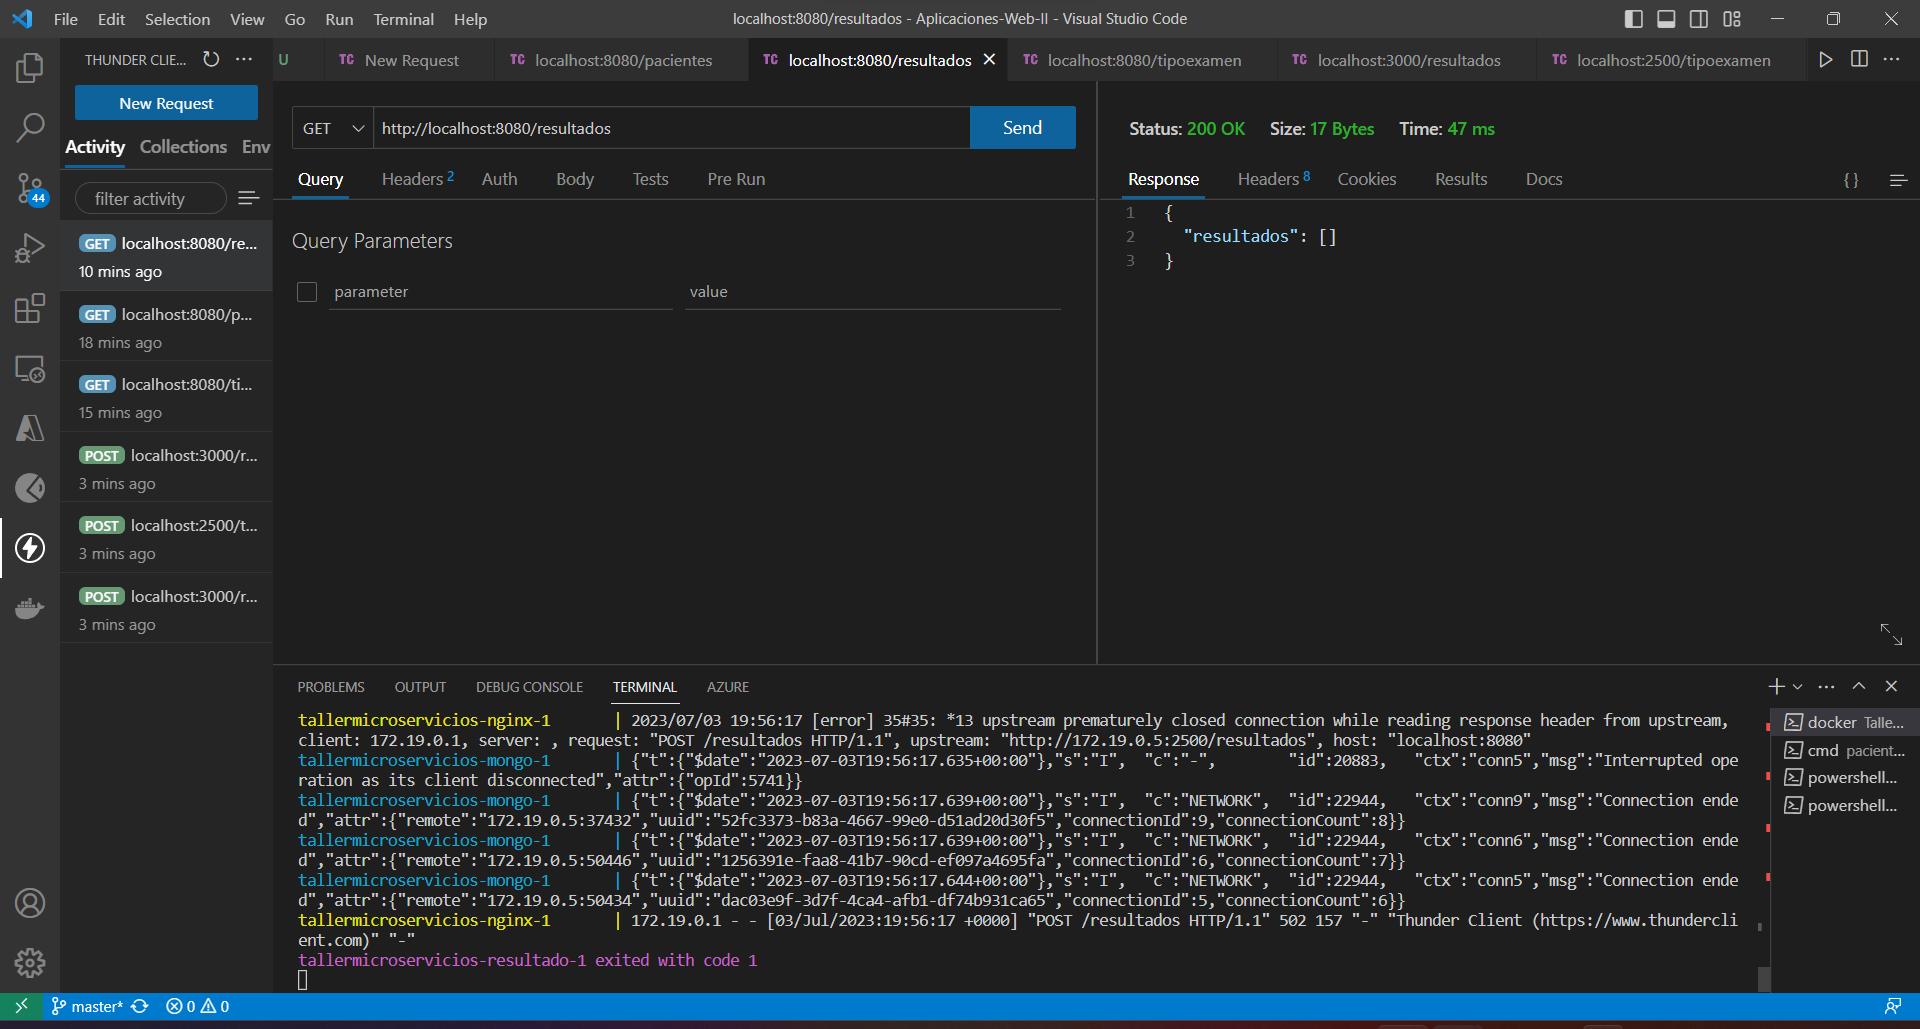 File Edit Selection View Go Run Terminal Help
localhost:8080/resultados - Aplicaciones-Web-II - Visual Studio Code
THUNDER CLIE...
U
TC New Request
TC localhost:8080/pacientes
TC localhost:8080/resultados
TC localhost:8080/tipoexamen
TC localhost:3000/resultados
TC localhost:2500/tipoexamen
New Request
Activity Collections Env
filter activity
44
GET localhost:8080/re...
10 mins ago
GET localhost:8080/p...
18 mins ago
GET localhost:8080/ti...
15 mins ago
POST localhost:3000/r...
3 mins ago
POST localhost:2500/t...
3 mins ago
POST localhost:3000/r...
3 mins ago
GET http://localhost:8080/resultados Send
Query Headers 2 Auth Body Tests Pre Run
Query Parameters
parameter value
Status: 200 OK Size: 17 Bytes Time: 47 ms
Response Headers 8 Cookies Results Docs { }
1 {
2 "resultados": []
3 }
PROBLEMS OUTPUT DEBUG CONSOLE TERMINAL AZURE
tallermicroservicios-nginx-1 | 2023/07/03 19:56:17 [error] 35#35: *13 upstream prematurely closed connection while reading response header from upstream,
client: 172.19.0.1, server: , request: "POST /resultados HTTP/1.1", upstream: "http://172.19.0.5:2500/resultados", host: "localhost:8080"
tallermicroservicios-mongo-1 | {"t":{"$date":"2023-07-03T19:56:17.635+00:00"},"s":"I", "c":"-", "id":20883, "ctx":"conn5","msg":"Interrupted ope
ration as its client disconnected","attr":{"opId":5741}}
tallermicroservicios-mongo-1 | {"t":{"$date":"2023-07-03T19:56:17.639+00:00"},"s":"I", "c":"NETWORK", "id":22944, "ctx":"conn9","msg":"Connection ende
d","attr":{"remote":"172.19.0.5:37432","uuid":"52fc3373-b83a-4667-99e0-d51ad20d30f5","connectionId":9,"connectionCount":8}}
tallermicroservicios-mongo-1 | {"t":{"$date":"2023-07-03T19:56:17.639+00:00"},"s":"I", "c":"NETWORK", "id":22944, "ctx":"conn6","msg":"Connection ende
d","attr":{"remote":"172.19.0.5:50446","uuid":"1256391e-faa8-41b7-90cd-ef097a4695fa","connectionId":6,"connectionCount":7}}
tallermicroservicios-mongo-1 | {"t":{"$date":"2023-07-03T19:56:17.644+00:00"},"s":"I", "c":"NETWORK", "id":22944, "ctx":"conn5","msg":"Connection ende
d","attr":{"remote":"172.19.0.5:50434","uuid":"dac03e9f-3d7f-4ca4-afb1-df74b931ca65","connectionId":5,"connectionCount":6}}
tallermicroservicios-nginx-1 | 172.19.0.1 - - [03/Jul/2023:19:56:17 +0000] "POST /resultados HTTP/1.1" 502 157 "-" "Thunder Client (https://www.thundercli
ent.com)" "-"
tallermicroservicios-resultado-1 exited with code 1
docker Talle...
cmd pacient...
powershell...
powershell...
master* 0 0